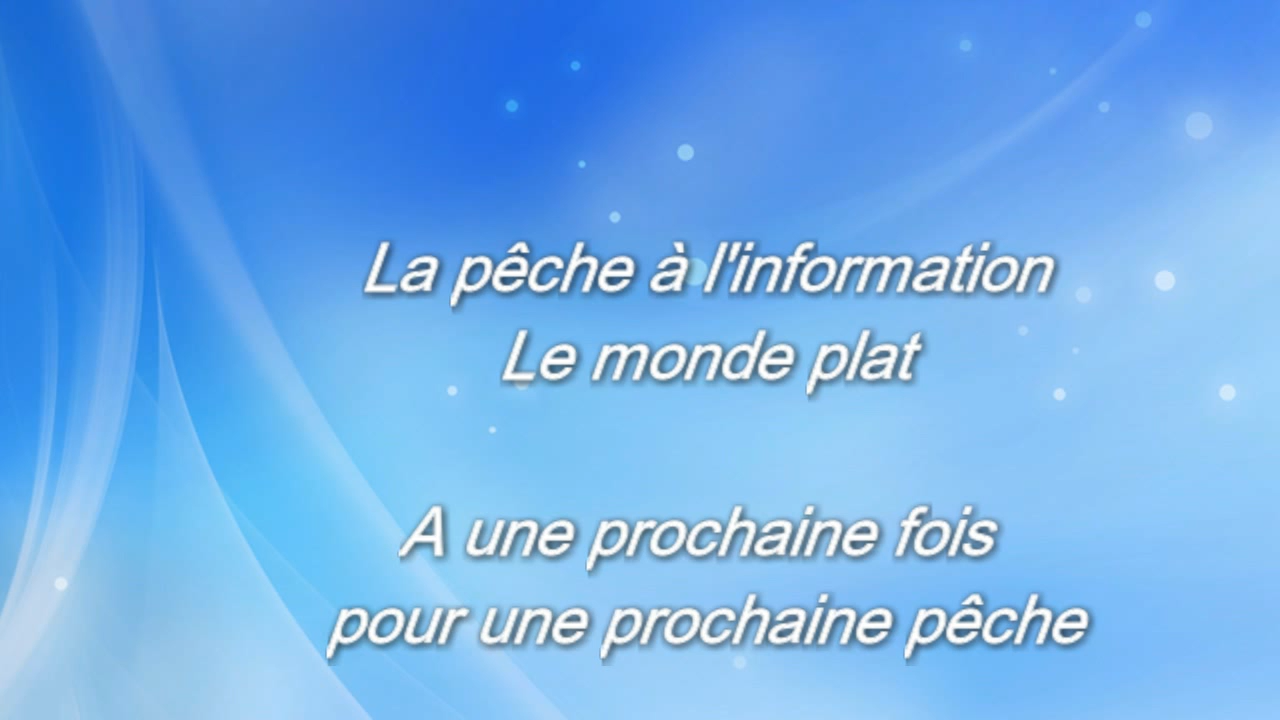 La pêche à l'information
Le monde plat
A une prochaine fois
pour une prochaine pêche